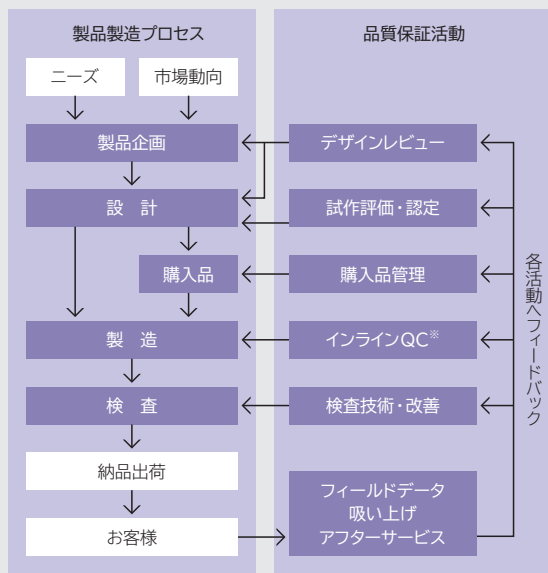 製品製造プロセス
品質保証活動
ニーズ
市場動向
製品企画
デザインレビュー
設　計
試作評価・認定
購入品
購入品管理
製　造
インラインQC※
検　査
検査技術・改善
納品出荷
お客様
フィールドデータ
吸い上げ
アフターサービス
各活動へフィードバック